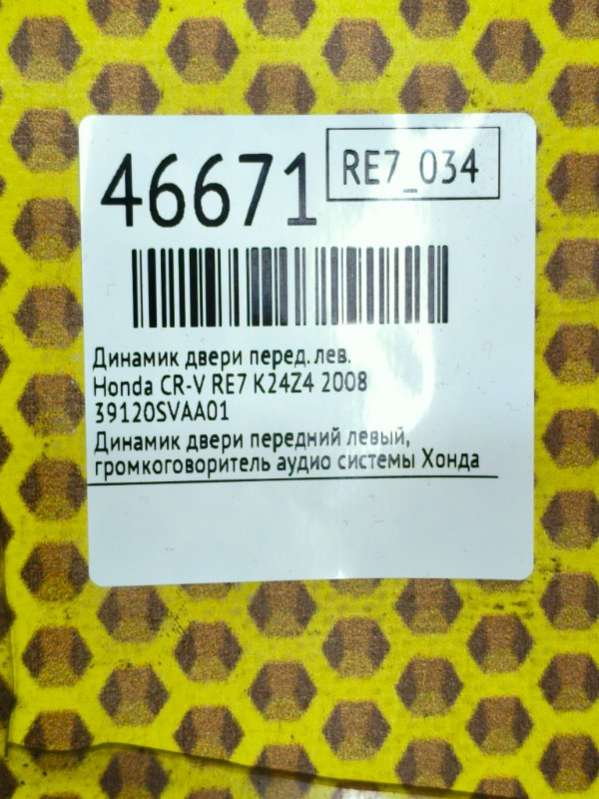 46671
RE7_034
Динамик двери перед. лев.
Honda CR-V RE7 K24Z4 2008
39120SVAA01
Динамик двери передний левый,
громкоговоритель аудио системы Хонда